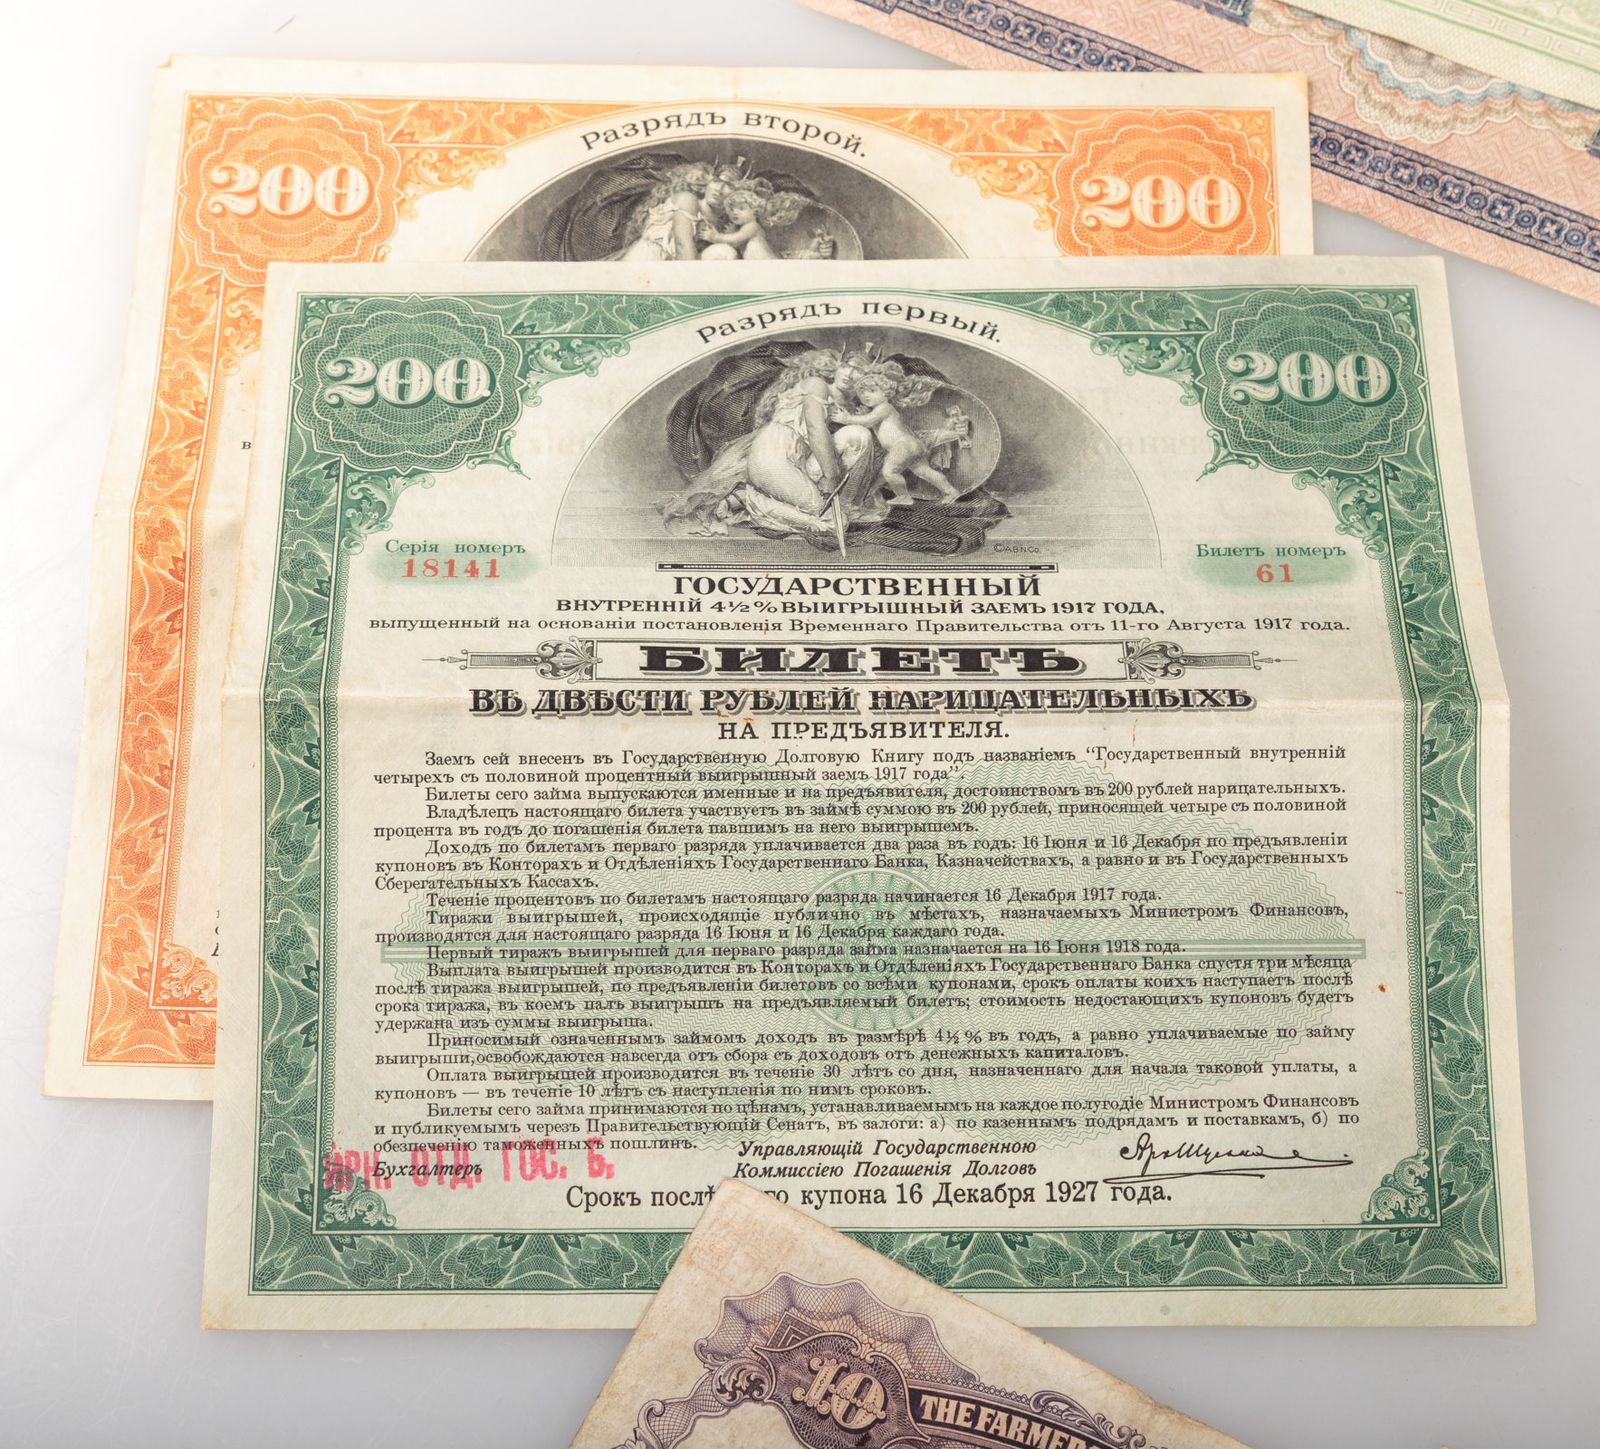 Разрядъ второй.
200
200
в
Разрядъ первый.
200
200
©ABNCo.
Серія номеръ
18141
Билетъ номеръ
61
ГОСУДАРСТВЕННЫЙ
ВНУТРЕННІЙ 4½% ВЫИГРЫШНЫЙ ЗАЕМЪ 1917 ГОДА,
выпущенный на основаніи постановленія Временнаго Правительства отъ 11-го Августа 1917 года.
БИЛЕТЪ
ВЪ ДВѢСТИ РУБЛЕЙ НАРИЦАТЕЛЬНЫХЪ
НА ПРЕДЪЯВИТЕЛЯ.
Заемъ сей внесенъ въ Государственную Долговую Книгу подъ названіемъ "Государственный внутренній
четырехъ съ половиной процентный выигрышный заемъ 1917 года".
Билеты сего займа выпускаются именные и на предъявителя, достоинствомъ въ 200 рублей нарицательныхъ.
Владѣлецъ настоящаго билета участвуетъ въ займѣ суммою въ 200 рублей, приносящей четыре съ половиной
процента въ годъ до погашенія билета павшимъ на него выигрышемъ.
Доходъ по билетамъ перваго разряда уплачивается два раза въ годъ: 16 Іюня и 16 Декабря по предъявленіи
купоновъ въ Конторахъ и Отдѣленіяхъ Государственнаго Банка, Казначействахъ, а равно и въ Государственныхъ
Сберегательныхъ Кассахъ.
Теченіе процентовъ по билетамъ настоящаго разряда начинается 16 Декабря 1917 года.
Тиражи выигрышей, происходящіе публично въ мѣстахъ, назначаемыхъ Министромъ Финансовъ,
производятся для настоящаго разряда 16 Іюня и 16 Декабря каждаго года.
Первый тиражъ выигрышей для перваго разряда займа назначается на 16 Іюня 1918 года.
Выплата выигрышей производится въ Конторахъ и Отдѣленіяхъ Государственнаго Банка спустя три мѣсяца
послѣ тиража выигрышей, по предъявленіи билетовъ со всѣми купонами, срокъ оплаты коихъ наступаетъ послѣ
срока тиража, въ коемъ палъ выигрышъ на предъявляемый билетъ; стоимость недостающихъ купоновъ будетъ
удержана изъ суммы выигрыша.
Приносимый означеннымъ займомъ доходъ въ размѣрѣ 4½% въ годъ, а равно уплачиваемые по займу
выигрыши, освобождаются навсегда отъ сбора съ доходовъ отъ денежныхъ капиталовъ.
Оплата выигрышей производится въ теченіе 30 лѣтъ со дня, назначеннаго для начала таковой уплаты, а
купоновъ — въ теченіе 10 лѣтъ съ наступленія по нимъ сроковъ.
Билеты сего займа принимаются по цѣнамъ, устанавливаемымъ на каждое полугодіе Министромъ Финансовъ
и публикуемымъ черезъ Правительствующій Сенатъ, въ залоги: а) по казеннымъ подрядамъ и поставкамъ, б) по
обезпеченію таможенныхъ пошлинъ.
ИРК. ОТД. ГОС. Б.
Бухгалтеръ
Управляющій Государственною
Коммиссіею Погашенія Долговъ
Срокъ послѣ го купона 16 Декабря 1927 года.
10
THE FARMERS